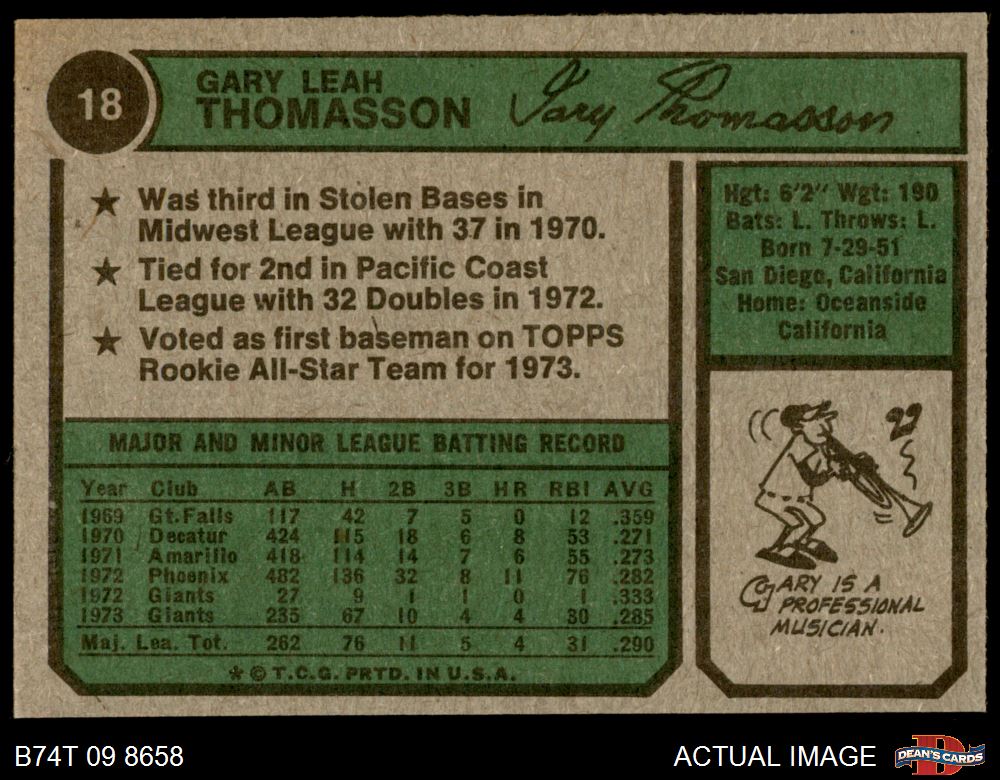 18
GARY LEAH
THOMASSON
Gary Thomasson
★ Was third in Stolen Bases in
Midwest League with 37 in 1970.
★ Tied for 2nd in Pacific Coast
League with 32 Doubles in 1972.
★ Voted as first baseman on TOPPS
Rookie All-Star Team for 1973.
Hgt: 6'2" Wgt: 190
Bats: L. Throws: L.
Born 7-29-51
San Diego, California
Home: Oceanside
California
MAJOR AND MINOR LEAGUE BATTING RECORD
Year Club AB H 2B 3B HR RBI AVG
1969 Gt.Falls 117 42 7 5 0 12 .359
1970 Decatur 424 115 18 6 8 53 .271
1971 Amarillo 418 114 14 7 6 55 .273
1972 Phoenix 482 136 32 8 11 76 .282
1972 Giants 27 9 1 1 0 1 .333
1973 Giants 235 67 10 4 4 30 .285
Maj. Lea. Tot. 262 76 11 5 4 31 .290
* © T.C.G. PRTD. IN U.S.A.
GARY IS A
PROFESSIONAL
MUSICIAN.
B74T 09 8658
ACTUAL IMAGE
DEAN'S CARDS